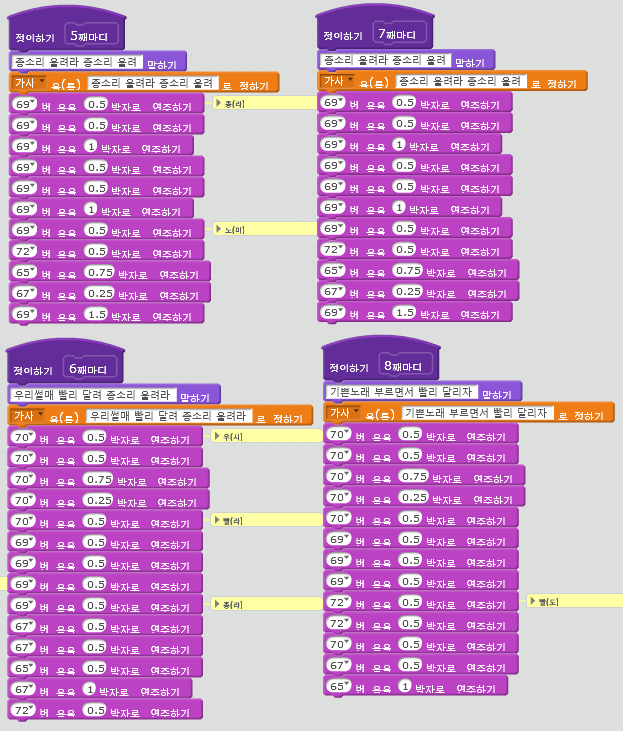 정의하기 5째마디
종소리 울려라 종소리 울려 말하기
가사 을(를) 종소리 울려라 종소리 울려 로 정하기
69 번 음을 0.5 박자로 연주하기 종(라)
69 번 음을 0.5 박자로 연주하기
69 번 음을 1 박자로 연주하기
69 번 음을 0.5 박자로 연주하기
69 번 음을 0.5 박자로 연주하기
69 번 음을 1 박자로 연주하기
69 번 음을 0.5 박자로 연주하기 노(미)
72 번 음을 0.5 박자로 연주하기
65 번 음을 0.75 박자로 연주하기
67 번 음을 0.25 박자로 연주하기
69 번 음을 1.5 박자로 연주하기
정의하기 7째마디
종소리 울려라 종소리 울려 말하기
가사 을(를) 종소리 울려라 종소리 울려 로 정하기
69 번 음을 0.5 박자로 연주하기
69 번 음을 0.5 박자로 연주하기
69 번 음을 1 박자로 연주하기
69 번 음을 0.5 박자로 연주하기
69 번 음을 0.5 박자로 연주하기
69 번 음을 1 박자로 연주하기
69 번 음을 0.5 박자로 연주하기
72 번 음을 0.5 박자로 연주하기
65 번 음을 0.75 박자로 연주하기
67 번 음을 0.25 박자로 연주하기
69 번 음을 1.5 박자로 연주하기
정의하기 6째마디
우리썰매 빨리 달려 종소리 울려라 말하기
가사 을(를) 우리썰매 빨리 달려 종소리 울려라 로 정하기
70 번 음을 0.5 박자로 연주하기 우(시)
70 번 음을 0.5 박자로 연주하기
70 번 음을 0.75 박자로 연주하기
70 번 음을 0.25 박자로 연주하기
70 번 음을 0.5 박자로 연주하기 빨(라)
69 번 음을 0.5 박자로 연주하기
69 번 음을 0.5 박자로 연주하기
69 번 음을 0.5 박자로 연주하기
69 번 음을 0.5 박자로 연주하기 종(라)
67 번 음을 0.5 박자로 연주하기
67 번 음을 0.5 박자로 연주하기
65 번 음을 0.5 박자로 연주하기
67 번 음을 1 박자로 연주하기
72 번 음을 0.5 박자로 연주하기
정의하기 8째마디
기쁜노래 부르면서 빨리 달리자 말하기
가사 을(를) 기쁜노래 부르면서 빨리 달리자 로 정하기
70 번 음을 0.5 박자로 연주하기
70 번 음을 0.5 박자로 연주하기
70 번 음을 0.75 박자로 연주하기
70 번 음을 0.25 박자로 연주하기
70 번 음을 0.5 박자로 연주하기
69 번 음을 0.5 박자로 연주하기
69 번 음을 0.5 박자로 연주하기
69 번 음을 0.5 박자로 연주하기
72 번 음을 0.5 박자로 연주하기 빨(도)
72 번 음을 0.5 박자로 연주하기
70 번 음을 0.5 박자로 연주하기
67 번 음을 0.5 박자로 연주하기
65 번 음을 1 박자로 연주하기